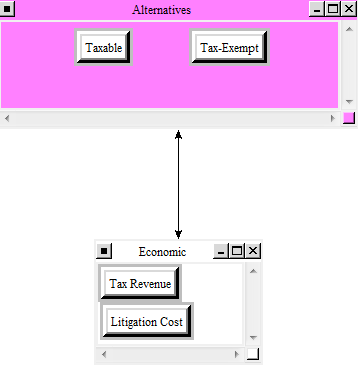 Alternatives
Taxable Tax-Exempt
Economic
Tax Revenue
Litigation Cost